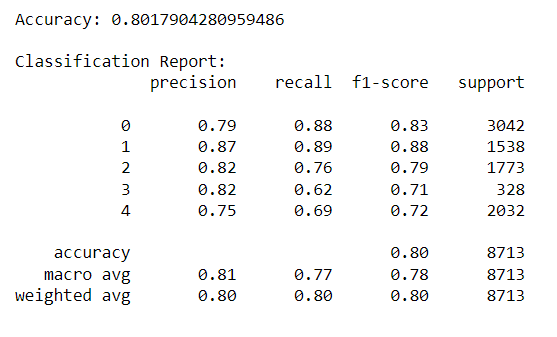 Accuracy: 0.8017904280959486
Classification Report:
precision recall f1-score support
0 0.79 0.88 0.83 3042
1 0.87 0.89 0.88 1538
2 0.82 0.76 0.79 1773
3 0.82 0.62 0.71 328
4 0.75 0.69 0.72 2032
accuracy 0.80 8713
macro avg 0.81 0.77 0.78 8713
weighted avg 0.80 0.80 0.80 8713